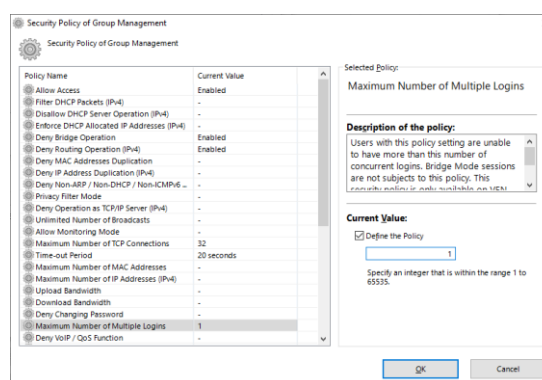 Security Policy of Group Management
Security Policy of Group Management
Policy Name Current Value
Allow Access Enabled
Filter DHCP Packets (IPv4) -
Disallow DHCP Server Operation (IPv4) -
Enforce DHCP Allocated IP Addresses (IPv4) -
Deny Bridge Operation Enabled
Deny Routing Operation (IPv4) Enabled
Deny MAC Addresses Duplication -
Deny IP Address Duplication (IPv4) -
Deny Non-ARP / Non-DHCP / Non-ICMPv6 ... -
Privacy Filter Mode -
Deny Operation as TCP/IP Server (IPv4) -
Unlimited Number of Broadcasts -
Allow Monitoring Mode -
Maximum Number of TCP Connections 32
Time-out Period 20 seconds
Maximum Number of MAC Addresses -
Maximum Number of IP Addresses (IPv4) -
Upload Bandwidth -
Download Bandwidth -
Deny Changing Password -
Maximum Number of Multiple Logins 1
Deny VoIP / QoS Function -
Selected Policy:
Maximum Number of Multiple Logins
Description of the policy:
Users with this policy setting are unable
to have more than this number of
concurrent logins. Bridge Mode sessions
are not subjects to this policy. This
security policy is only available on VPN
Current Value:
Define the Policy
1
Specify an integer that is within the range 1 to
65535.
OK Cancel